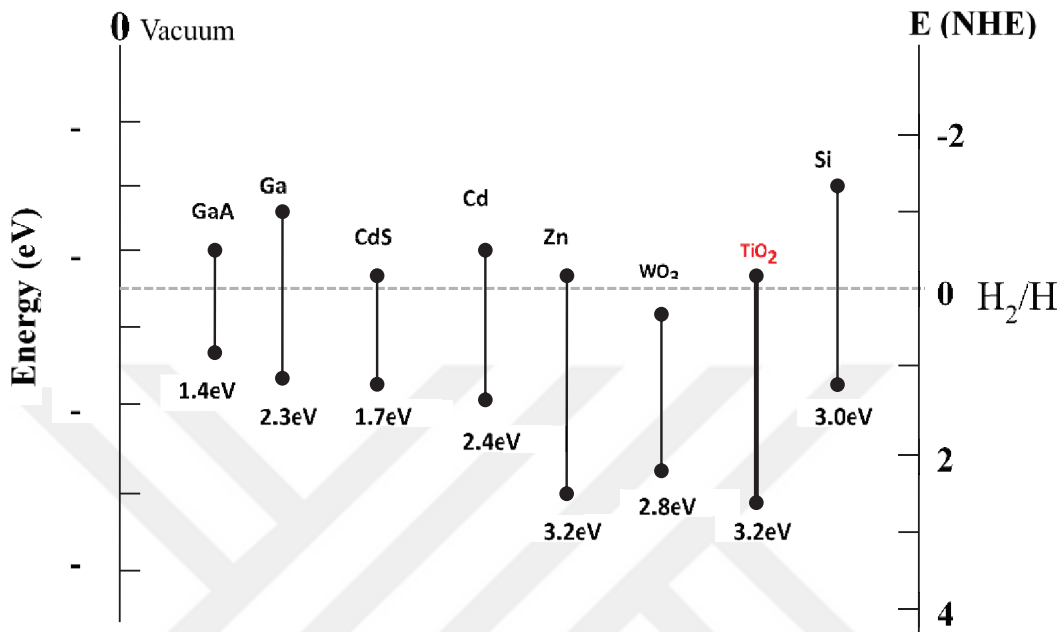 0 Vacuum
E (NHE)
-
-2
Si
Ga
GaA
Cd
CdS
Zn
TiO₂
WO₃
-
0 H₂/H
Energy (eV)
1.4eV
2.3eV
1.7eV
3.0eV
-
2.4eV
2
2.8eV
3.2eV
3.2eV
-
4